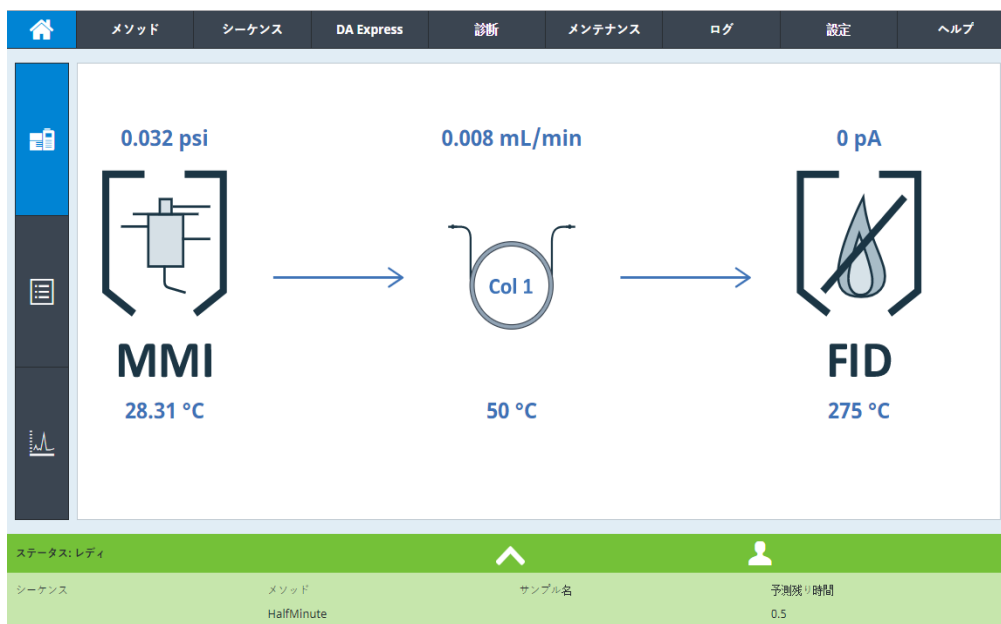 メソッド シーケンス DA Express 診断 メンテナンス ログ 設定 ヘルプ
0.032 psi 0.008 mL/min 0 pA
Col 1
MMI FID
28.31 °C 50 °C 275 °C
ステータス: レディ
シーケンス メソッド サンプル名 予測残り時間
HalfMinute 0.5